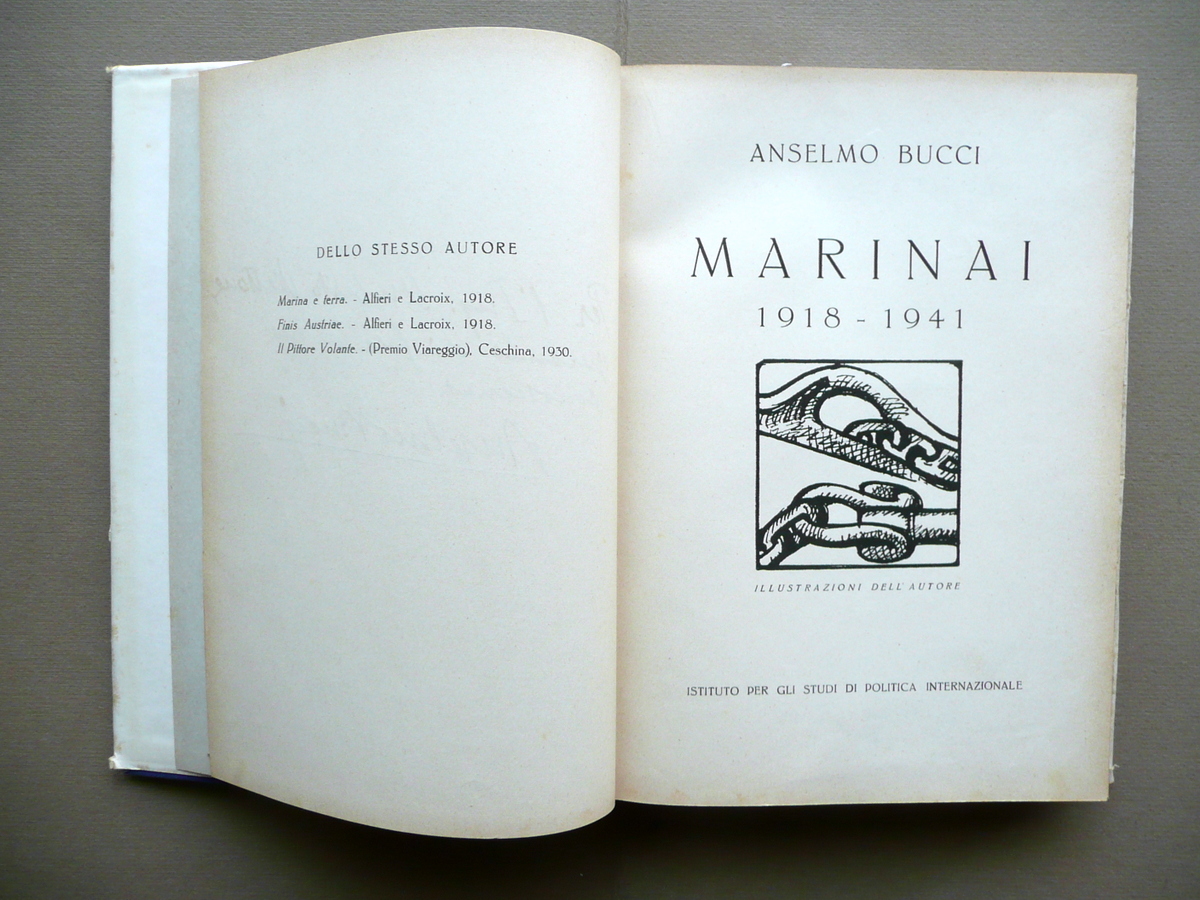 DELLO STESSO AUTORE
Marina e terra. - Alfieri e Lacroix, 1918.
Finis Austriae. - Alfieri e Lacroix, 1918.
Il Pittore Volante. - (Premio Viareggio), Ceschina, 1930.
ANSELMO BUCCI
MARINAI
1918 - 1941
ILLUSTRAZIONI DELL'AUTORE
ISTITUTO PER GLI STUDI DI POLITICA INTERNAZIONALE